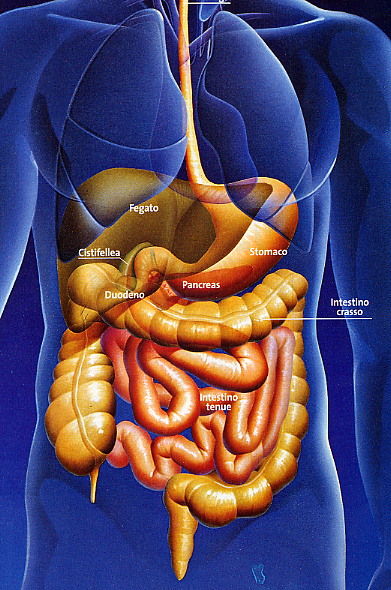 Fegato
Cistifellea
Stomaco
Pancreas
Duodeno
Intestino
crasso
Intestino
tenue